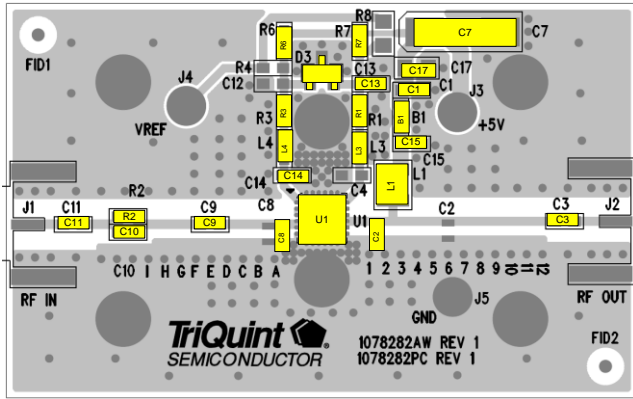 R8
R6
R7
R6
R7
C7
C7
FID1
D3
R4
J4
C13
C13
C17
C17
C12
C1
C1
J3
VREF
R3
R3
R1
R1
B1
B1
+5V
L4
L4
L3
L3
C15
C15
C14
C14
C4
L1
L1
R2
J1
C11
C11
R2
C10
C9
C9
C8
C8
U1
U1
C2
C2
C3
C3
J2
C10 I H G F E D C B A
1 2 3 4 5 6 7 8 9 10 11 12
RF IN
RF OUT
J5
GND
TriQuint
SEMICONDUCTOR
1078282AW REV 1
1078282PC REV 1
FID2